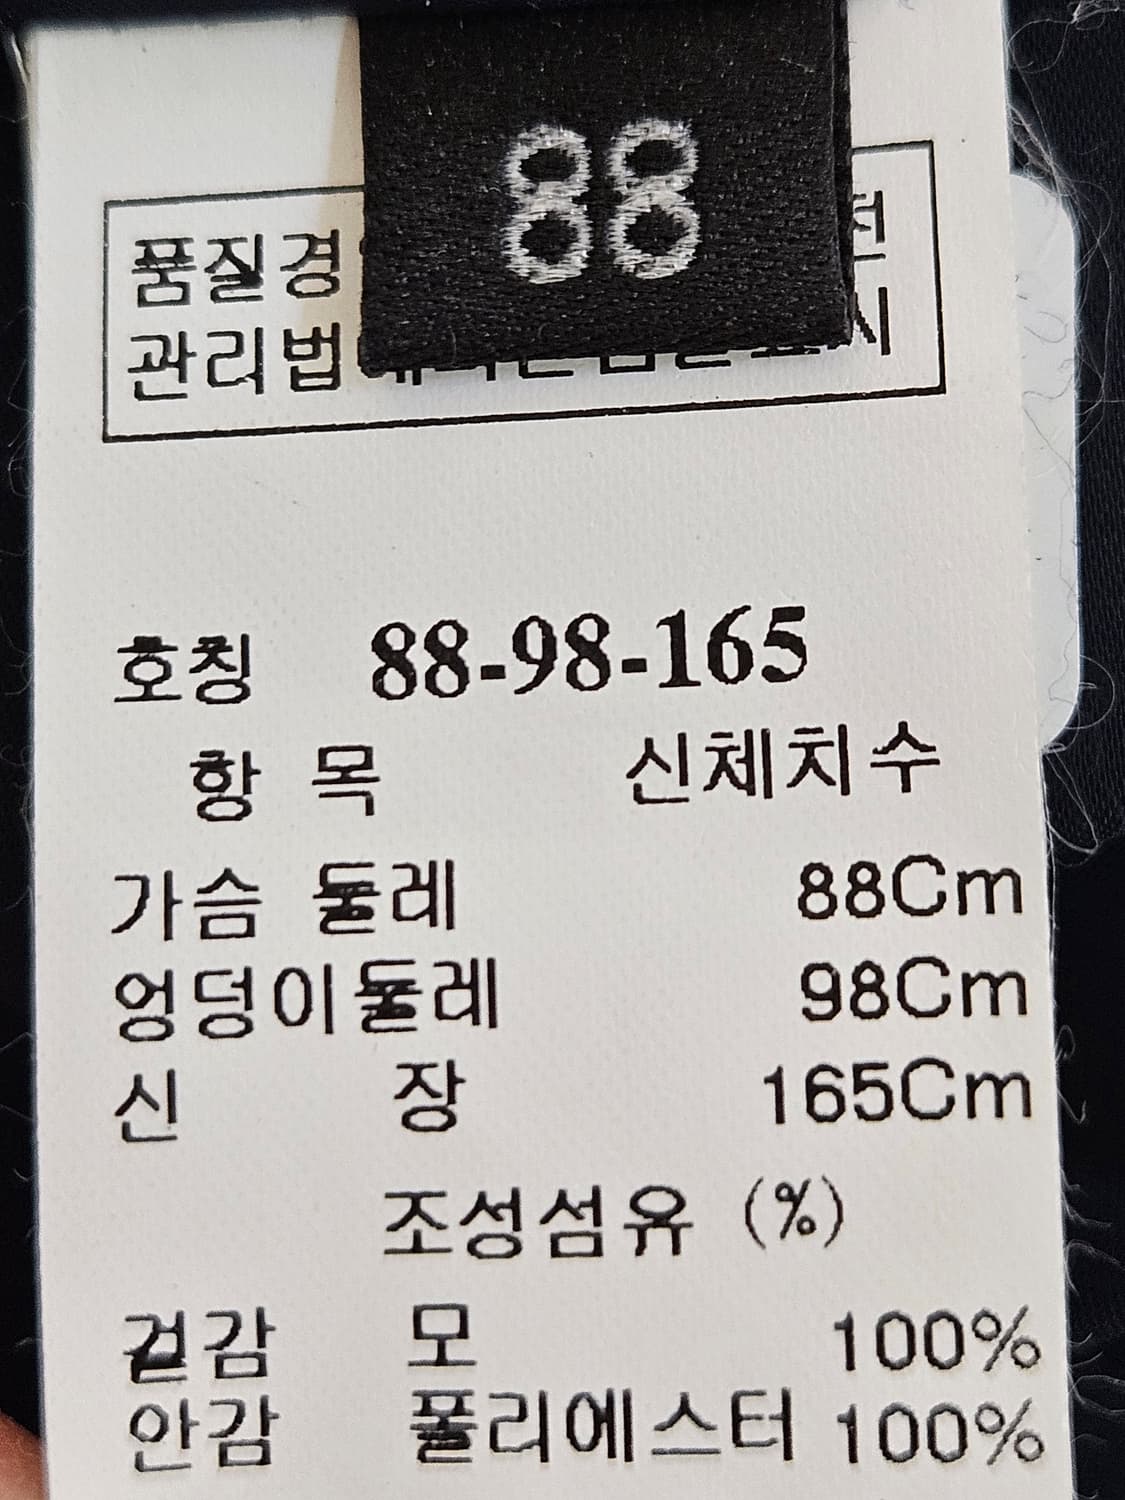 88
품질경
관리법 시
호칭 88-98-165
항 목 신체치수
가슴 둘레 88Cm
엉덩이둘레 98Cm
신 장 165Cm
조성섬유 (%)
겉감 모 100%
안감 폴리에스터 100%